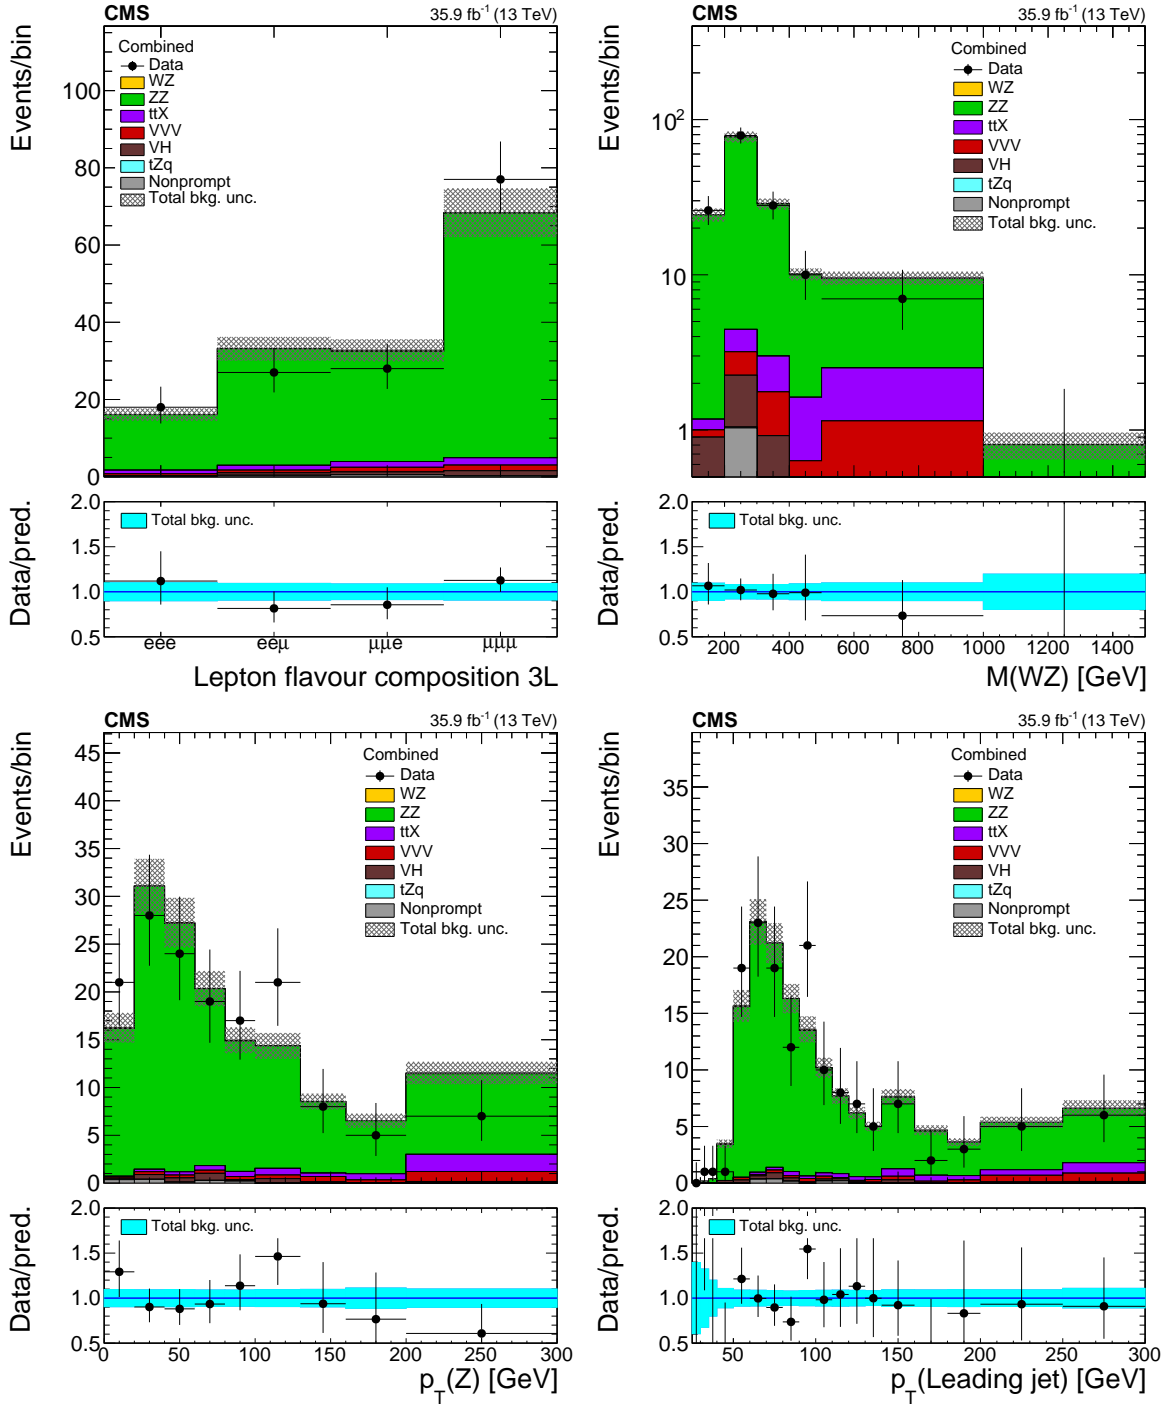 CMS 35.9 fb⁻¹ (13 TeV)
Events/bin
Combined
Data
WZ
ZZ
ttX
VVV
VH
tZq
Nonprompt
Total bkg. unc.
100
80
60
40
20
0
Data/pred.
Total bkg. unc.
2.0
1.5
1.0
0.5
eee eeμ μμe μμμ
Lepton flavour composition 3L
CMS 35.9 fb⁻¹ (13 TeV)
Events/bin
Combined
Data
WZ
ZZ
ttX
VVV
VH
tZq
Nonprompt
Total bkg. unc.
10²
10
1
Data/pred.
Total bkg. unc.
2.0
1.5
1.0
0.5
200 400 600 800 1000 1200 1400
M(WZ) [GeV]
CMS 35.9 fb⁻¹ (13 TeV)
Events/bin
Combined
Data
WZ
ZZ
ttX
VVV
VH
tZq
Nonprompt
Total bkg. unc.
45
40
35
30
25
20
15
10
5
0
Data/pred.
Total bkg. unc.
2.0
1.5
1.0
0.5
0 50 100 150 200 250 300
p_T(Z) [GeV]
CMS 35.9 fb⁻¹ (13 TeV)
Events/bin
Combined
Data
WZ
ZZ
ttX
VVV
VH
tZq
Nonprompt
Total bkg. unc.
35
30
25
20
15
10
5
0
Data/pred.
Total bkg. unc.
2.0
1.5
1.0
0.5
50 100 150 200 250 300
p_T(Leading jet) [GeV]